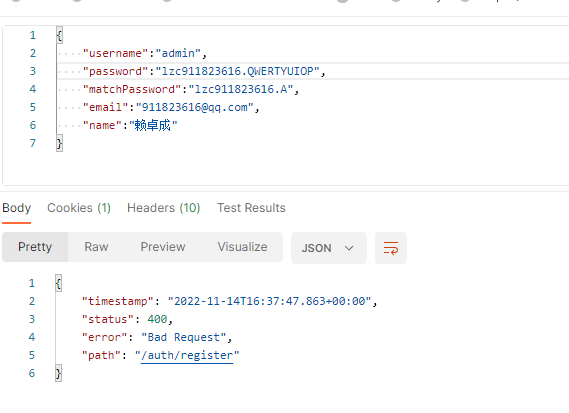 1 {
2 "username":"admin",
3 "password":"lzc911823616.QWERTYUIOP",
4 "matchPassword":"lzc911823616.A",
5 "email":"911823616@qq.com",
6 "name":"赖卓成"
7 }
Body Cookies (1) Headers (10) Test Results
Pretty Raw Preview Visualize JSON
1 {
2 "timestamp": "2022-11-14T16:37:47.863+00:00",
3 "status": 400,
4 "error": "Bad Request",
5 "path": "/auth/register"
6 }